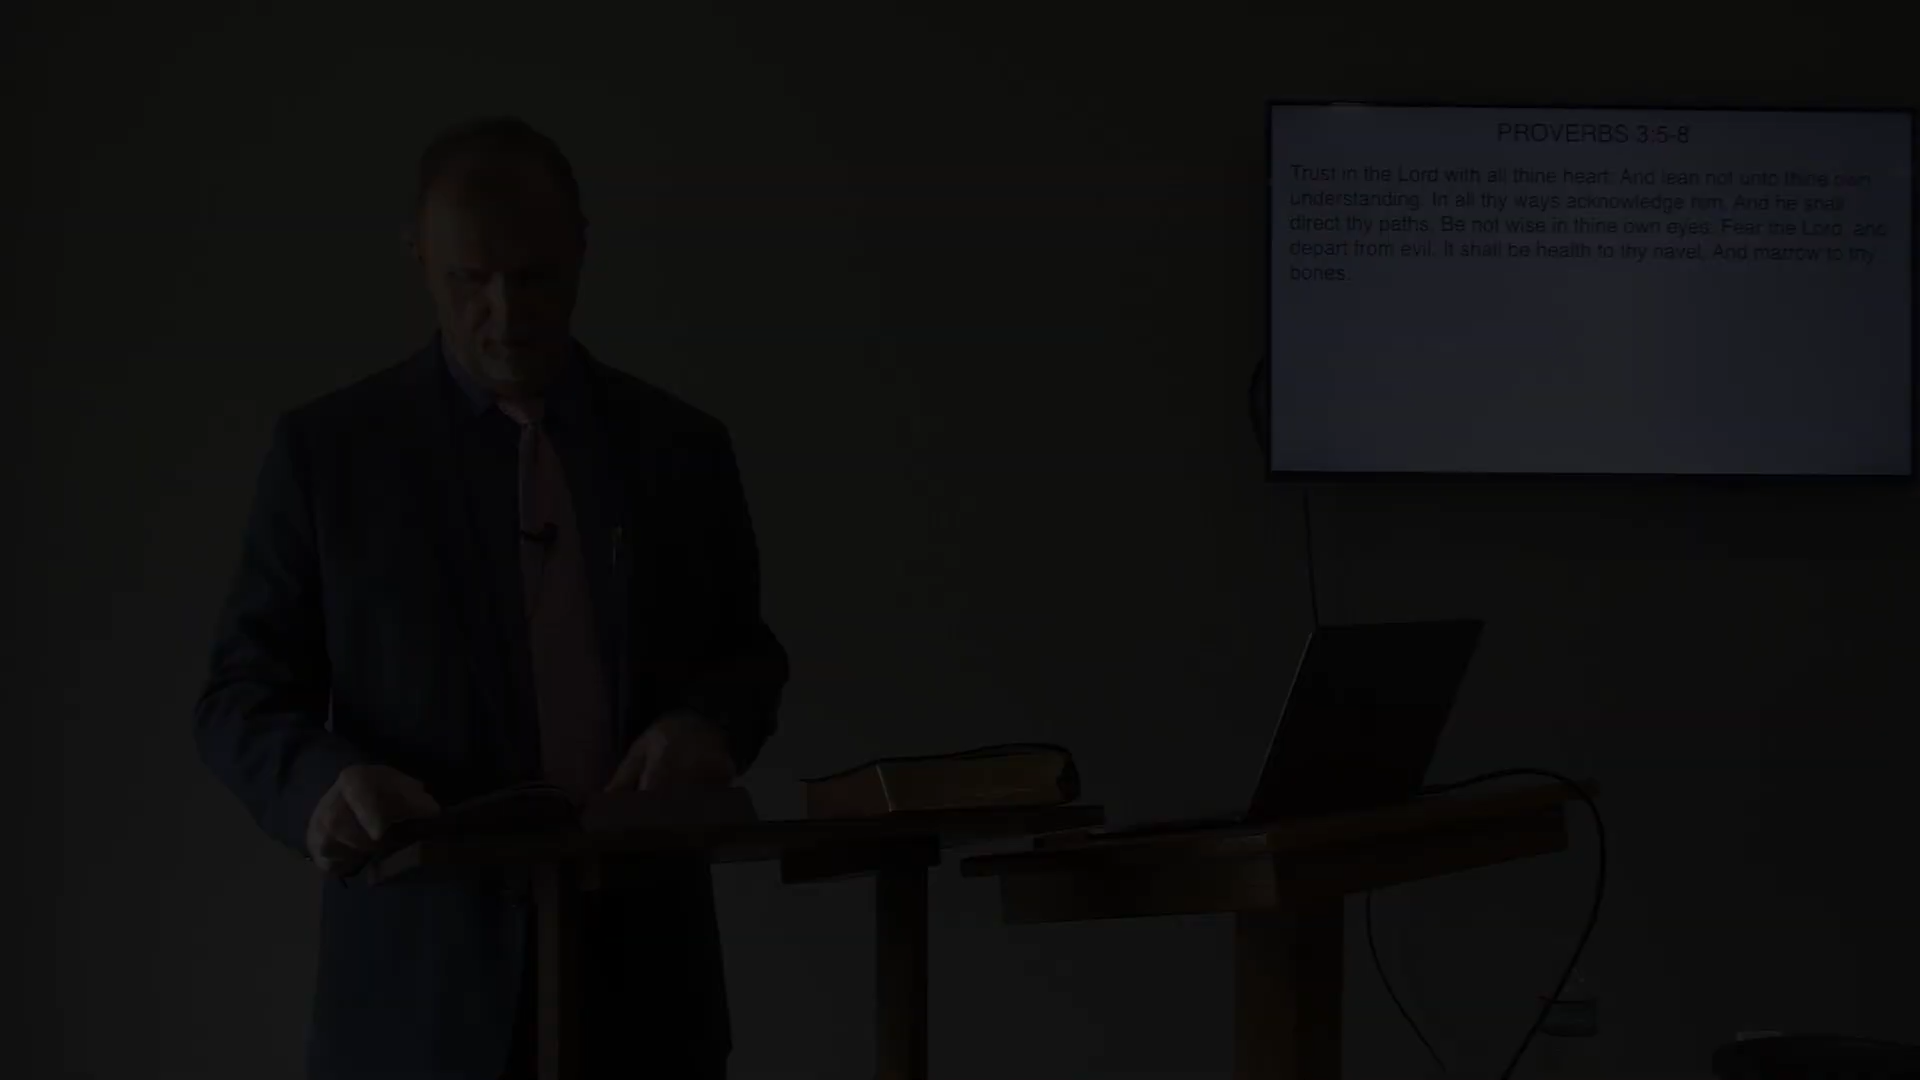 PROVERBS 3:5-8
Trust in the Lord with all thine heart. And lean not unto thine own
understanding. In all thy ways acknowledge him. And he shall
direct thy paths. Be not wise in thine own eyes. Fear the Lord, and
depart from evil. It shall be health to thy navel. And marrow to thy
bones.